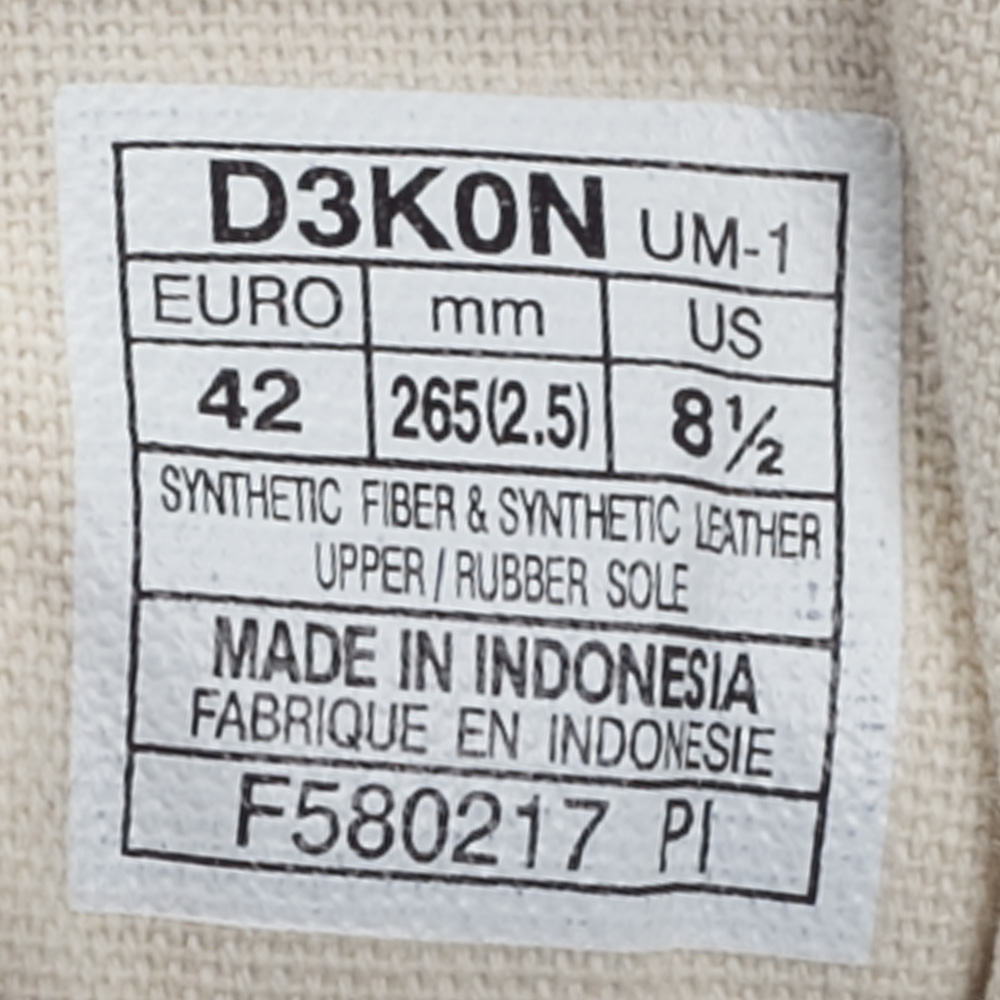 D3K0N UM-1
EURO mm US
42 265(2.5) 8½
SYNTHETIC FIBER & SYNTHETIC LEATHER
UPPER / RUBBER SOLE
MADE IN INDONESIA
FABRIQUE EN INDONESIE
F580217 PI